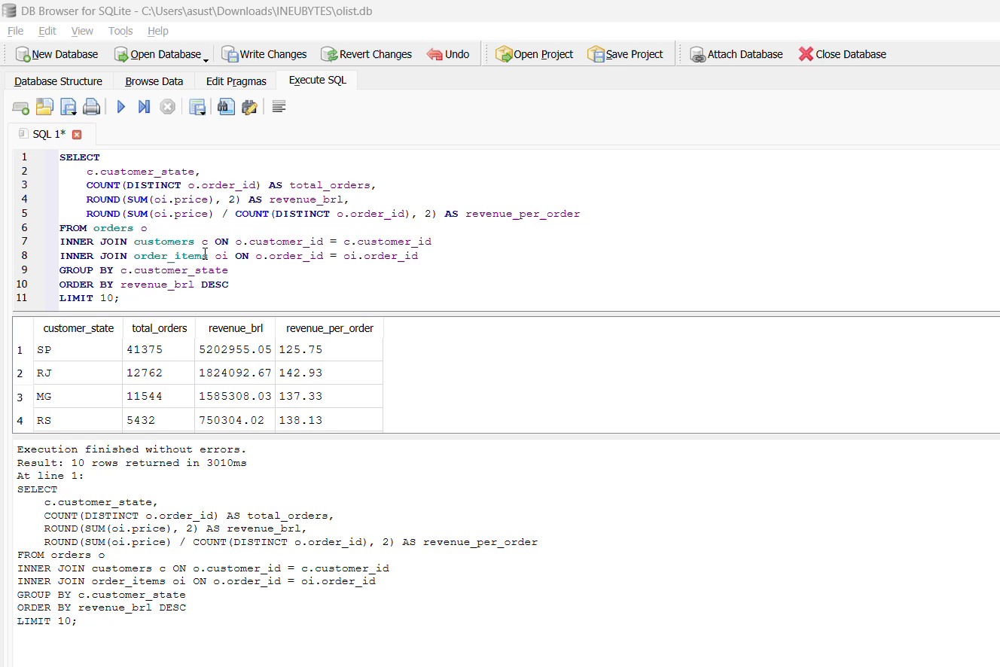 DB Browser for SQLite - C:\Users\asust\Downloads\INEUBYTES\olist.db
File Edit View Tools Help
New Database Open Database Write Changes Revert Changes Undo Open Project Save Project Attach Database Close Database
Database Structure Browse Data Edit Pragmas Execute SQL
SQL 1*
1 SELECT
2 c.customer_state,
3 COUNT(DISTINCT o.order_id) AS total_orders,
4 ROUND(SUM(oi.price), 2) AS revenue_brl,
5 ROUND(SUM(oi.price) / COUNT(DISTINCT o.order_id), 2) AS revenue_per_order
6 FROM orders o
7 INNER JOIN customers c ON o.customer_id = c.customer_id
8 INNER JOIN order_items oi ON o.order_id = oi.order_id
9 GROUP BY c.customer_state
10 ORDER BY revenue_brl DESC
11 LIMIT 10;
customer_state total_orders revenue_brl revenue_per_order
1 SP 41375 5202955.05 125.75
2 RJ 12762 1824092.67 142.93
3 MG 11544 1585308.03 137.33
4 RS 5432 750304.02 138.13
Execution finished without errors.
Result: 10 rows returned in 3010ms
At line 1:
SELECT
c.customer_state,
COUNT(DISTINCT o.order_id) AS total_orders,
ROUND(SUM(oi.price), 2) AS revenue_brl,
ROUND(SUM(oi.price) / COUNT(DISTINCT o.order_id), 2) AS revenue_per_order
FROM orders o
INNER JOIN customers c ON o.customer_id = c.customer_id
INNER JOIN order_items oi ON o.order_id = oi.order_id
GROUP BY c.customer_state
ORDER BY revenue_brl DESC
LIMIT 10;